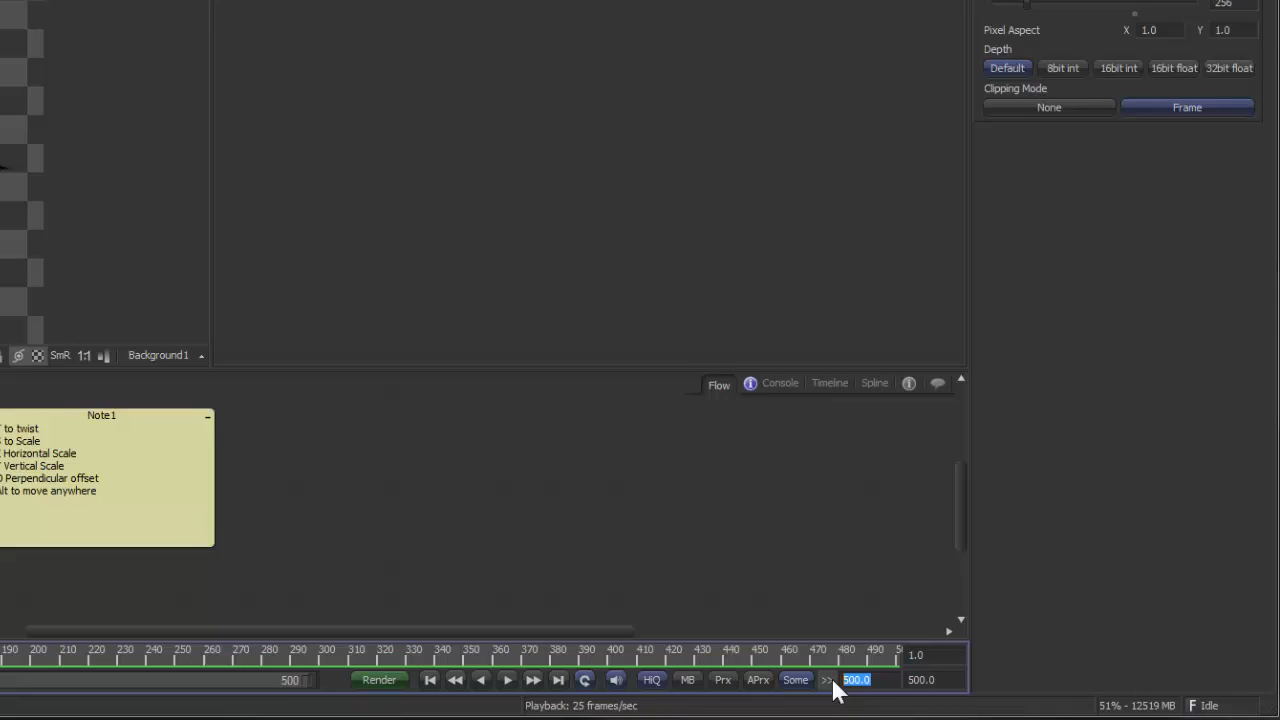 256
Pixel Aspect X 1.0 Y 1.0
Depth
Default 8bit int 16bit int 16bit float 32bit float
Clipping Mode
None Frame
SmR 1:1 Background1
Flow Console Timeline Spline
Note1
to twist
to Scale
Horizontal Scale
Vertical Scale
Perpendicular offset
to move anywhere
190 200 210 220 230 240 250 260 270 280 290 300 310 320 330 340 350 360 370 380 390 400 410 420 430 440 450 460 470 480 490
1.0
500 Render HiQ MB Prx APrx Some >> 500.0 500.0
Playback: 25 frames/sec 51% - 12519 MB F Idle